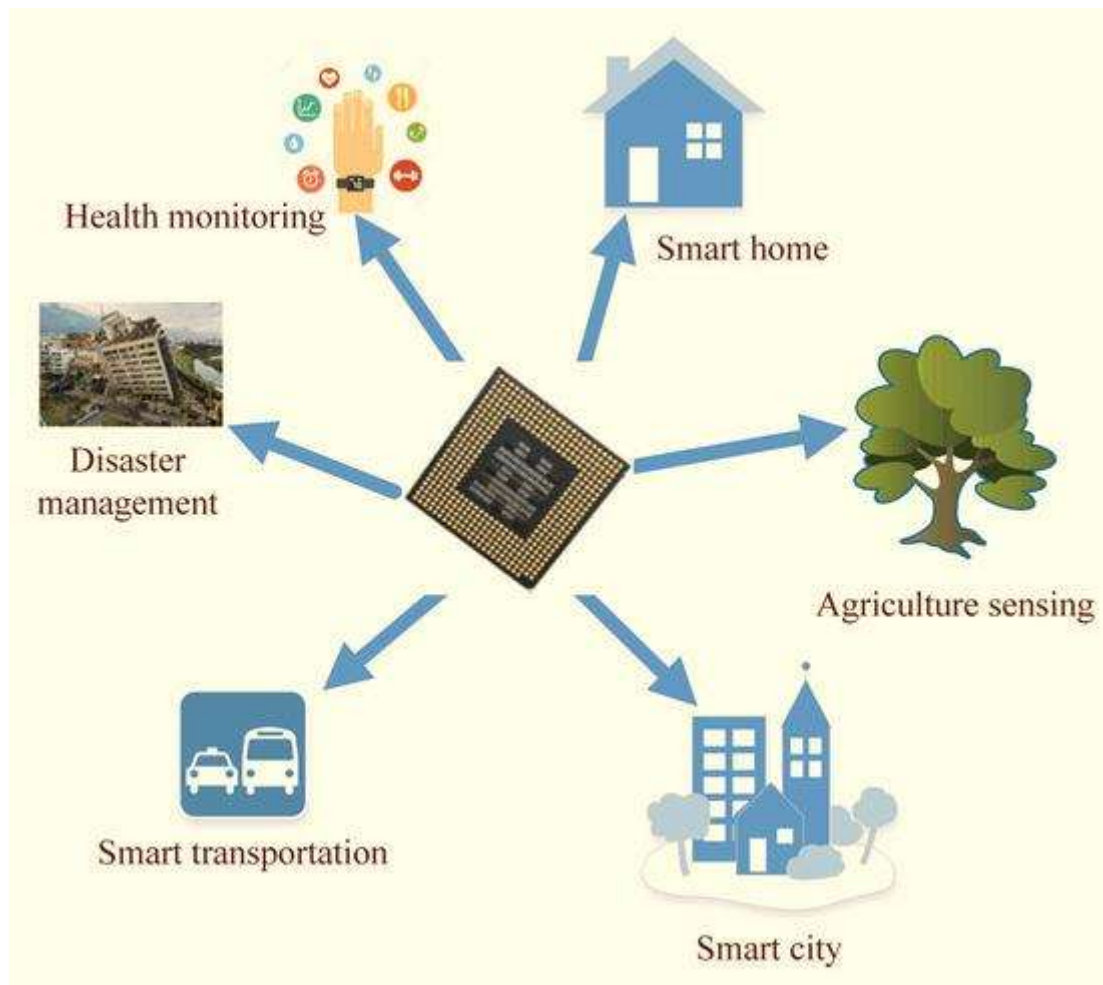 Health monitoring
Smart home
Disaster
management
Agriculture sensing
Smart transportation
Smart city